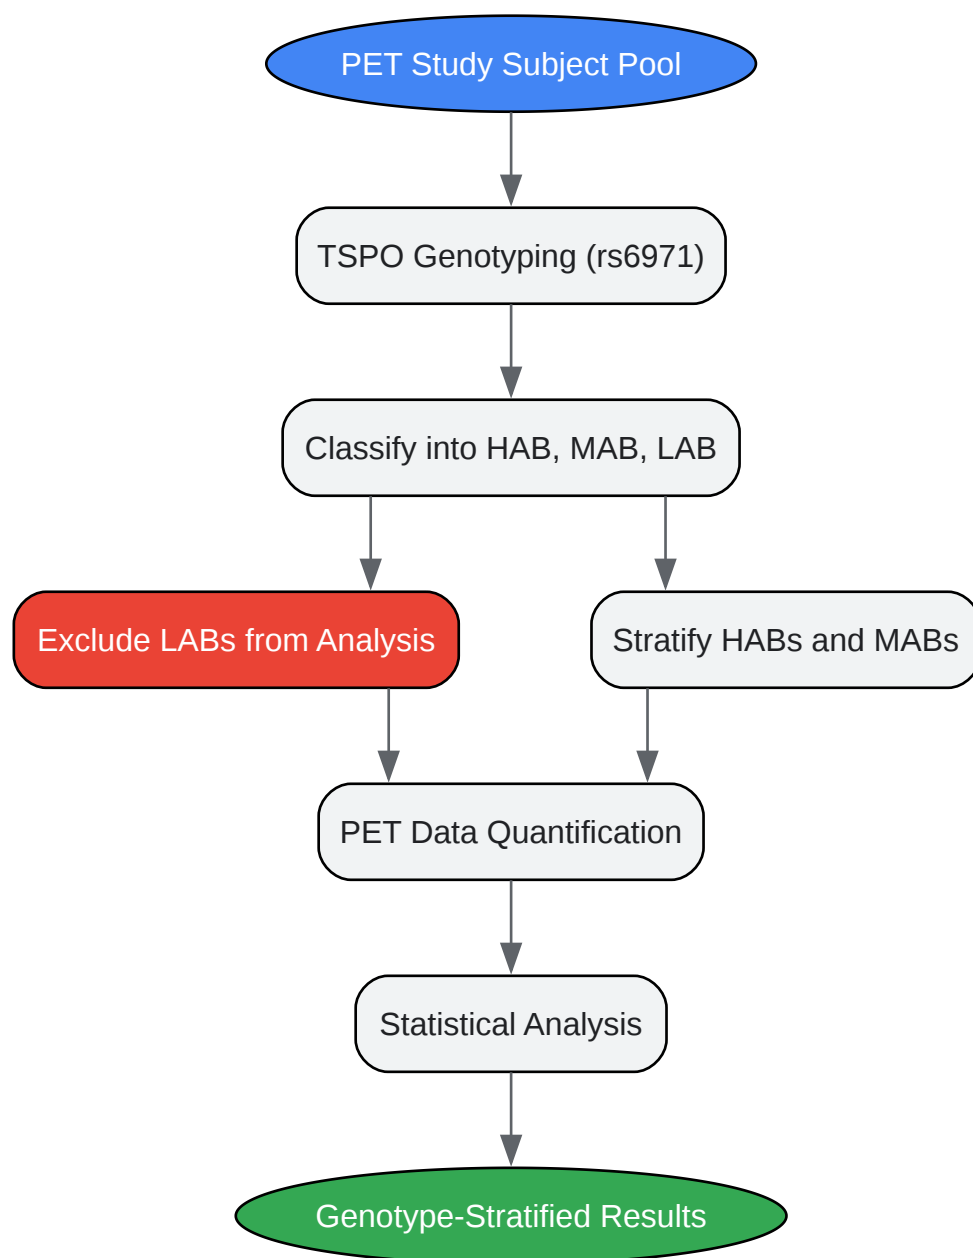 PET Study Subject Pool
TSPO Genotyping (rs6971)
Classify into HAB, MAB, LAB
Exclude LABs from Analysis
Stratify HABs and MABs
PET Data Quantification
Statistical Analysis
Genotype-Stratified Results